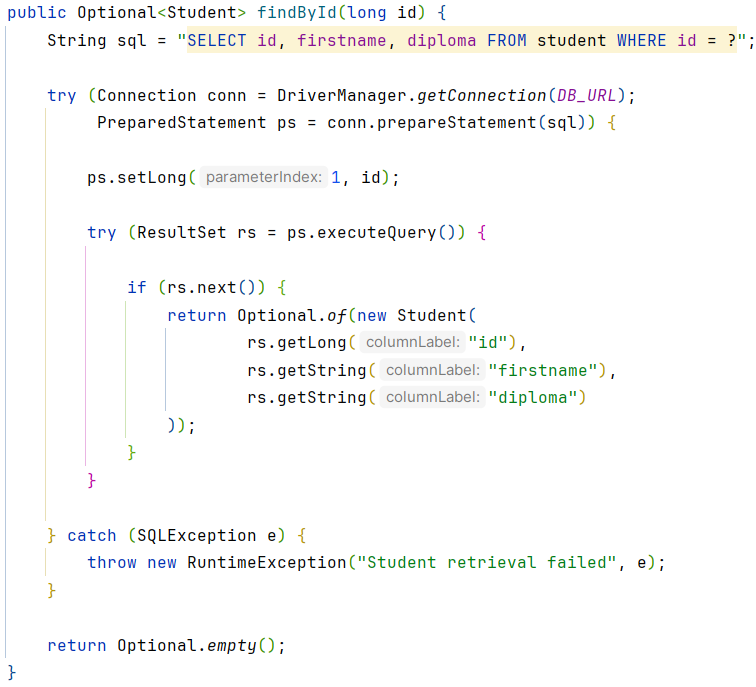 public Optional<Student> findById(long id) {
    String sql = "SELECT id, firstname, diploma FROM student WHERE id = ?";
    try (Connection conn = DriverManager.getConnection(DB_URL);
         PreparedStatement ps = conn.prepareStatement(sql)) {
        ps.setLong( parameterIndex: 1, id);
        try (ResultSet rs = ps.executeQuery()) {
            if (rs.next()) {
                return Optional.of(new Student(
                        rs.getLong( columnLabel: "id"),
                        rs.getString( columnLabel: "firstname"),
                        rs.getString( columnLabel: "diploma")
                ));
            }
        }
    } catch (SQLException e) {
        throw new RuntimeException("Student retrieval failed", e);
    }
    return Optional.empty();
}